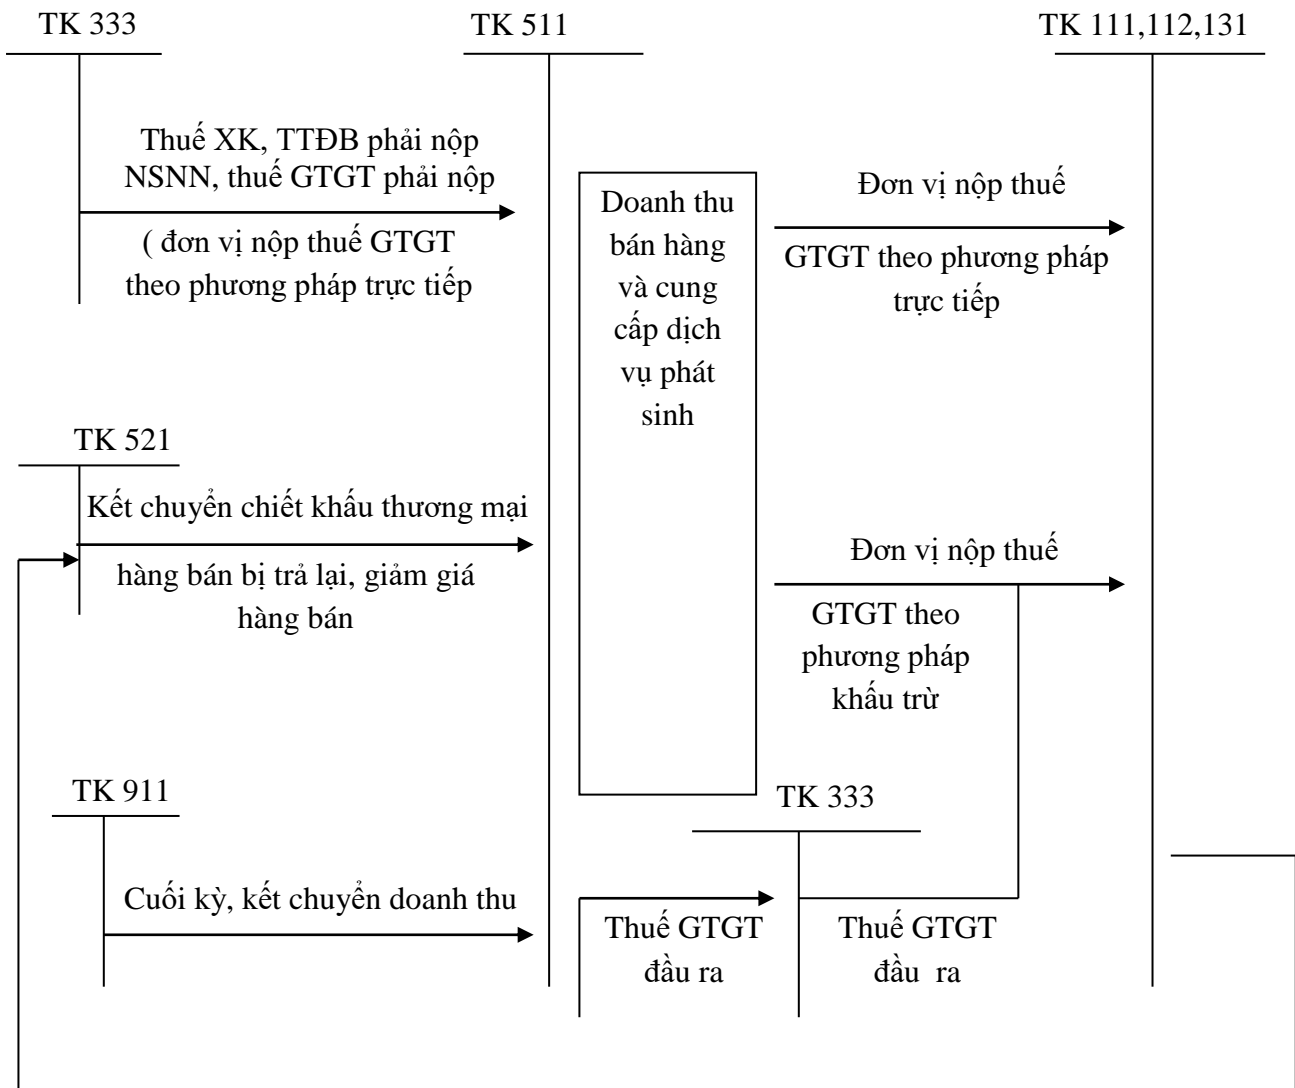 TK 333
TK 511
TK 111,112,131
Thuế XK, TTĐB phải nộp
NSNN, thuế GTGT phải nộp
( đơn vị nộp thuế GTGT
theo phương pháp trực tiếp
Doanh thu
bán hàng
và cung
cấp dịch
vụ phát
sinh
Đơn vị nộp thuế
GTGT theo phương pháp
trực tiếp
TK 521
Kết chuyển chiết khấu thương mại
hàng bán bị trả lại, giảm giá
hàng bán
Đơn vị nộp thuế
GTGT theo
phương pháp
khấu trừ
TK 911
Cuối kỳ, kết chuyển doanh thu
TK 333
Thuế GTGT
đầu ra
Thuế GTGT
đầu  ra